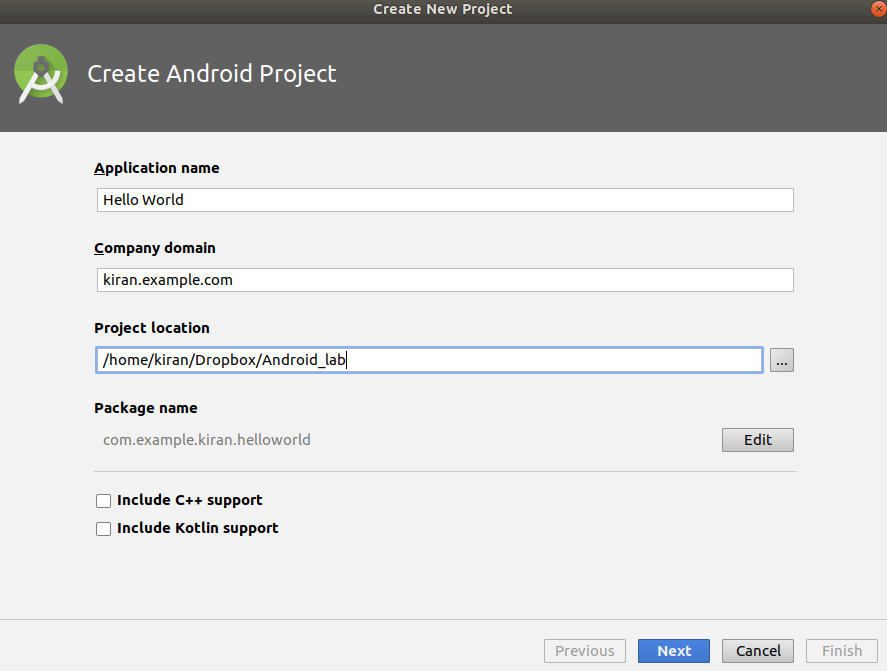 Create New Project
Create Android Project
Application name
Hello World
Company domain
kiran.example.com
Project location
/home/kiran/Dropbox/Android_lab
...
Package name
com.example.kiran.helloworld
Edit
Include C++ support
Include Kotlin support
Previous Next Cancel Finish